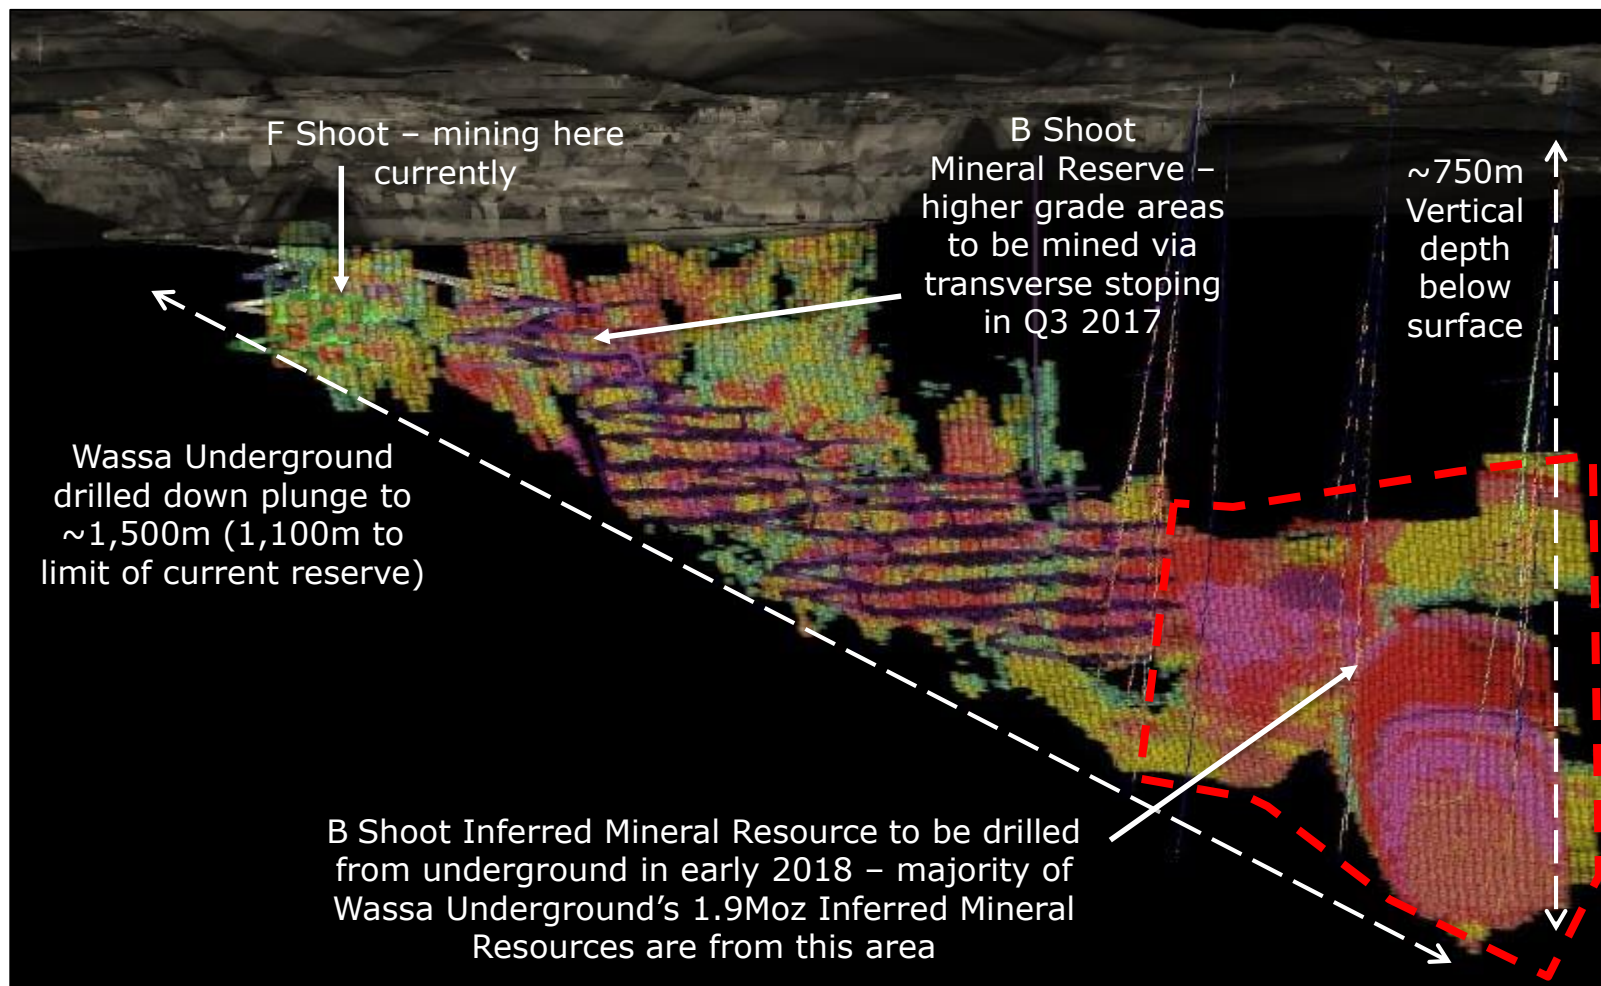 F Shoot – mining here
currently
B Shoot
Mineral Reserve –
higher grade areas
to be mined via
transverse stoping
in Q3 2017
~750m
Vertical
depth
below
surface
Wassa Underground
drilled down plunge to
~1,500m (1,100m to
limit of current reserve)
B Shoot Inferred Mineral Resource to be drilled
from underground in early 2018 – majority of
Wassa Underground’s 1.9Moz Inferred Mineral
Resources are from this area